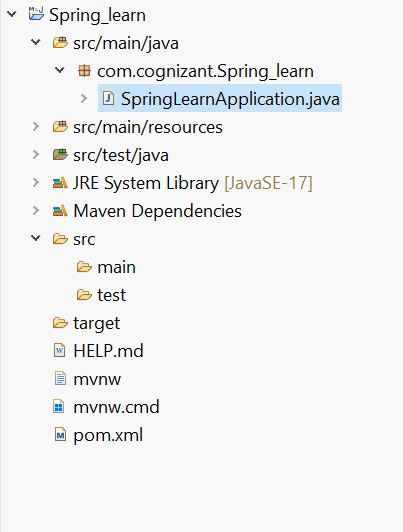 Spring_learn
src/main/java
com.cognizant.Spring_learn
SpringLearnApplication.java
src/main/resources
src/test/java
JRE System Library [JavaSE-17]
Maven Dependencies
src
main
test
target
HELP.md
mvnw
mvnw.cmd
pom.xml